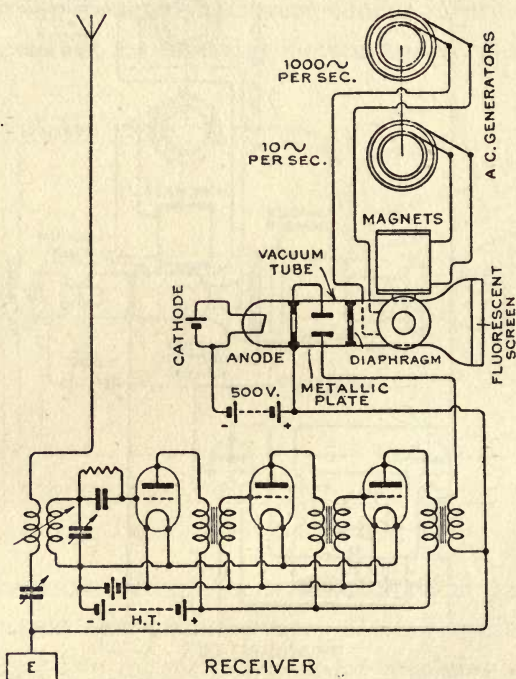 1000~
PER SEC.
10~
PER SEC.
A.C. GENERATORS
MAGNETS
VACUUM
TUBE
CATHODE
ANODE
DIAPHRAGM
FLUORESCENT
SCREEN
METALLIC
PLATE
500 V.
- +
- H.T. +
E
RECEIVER